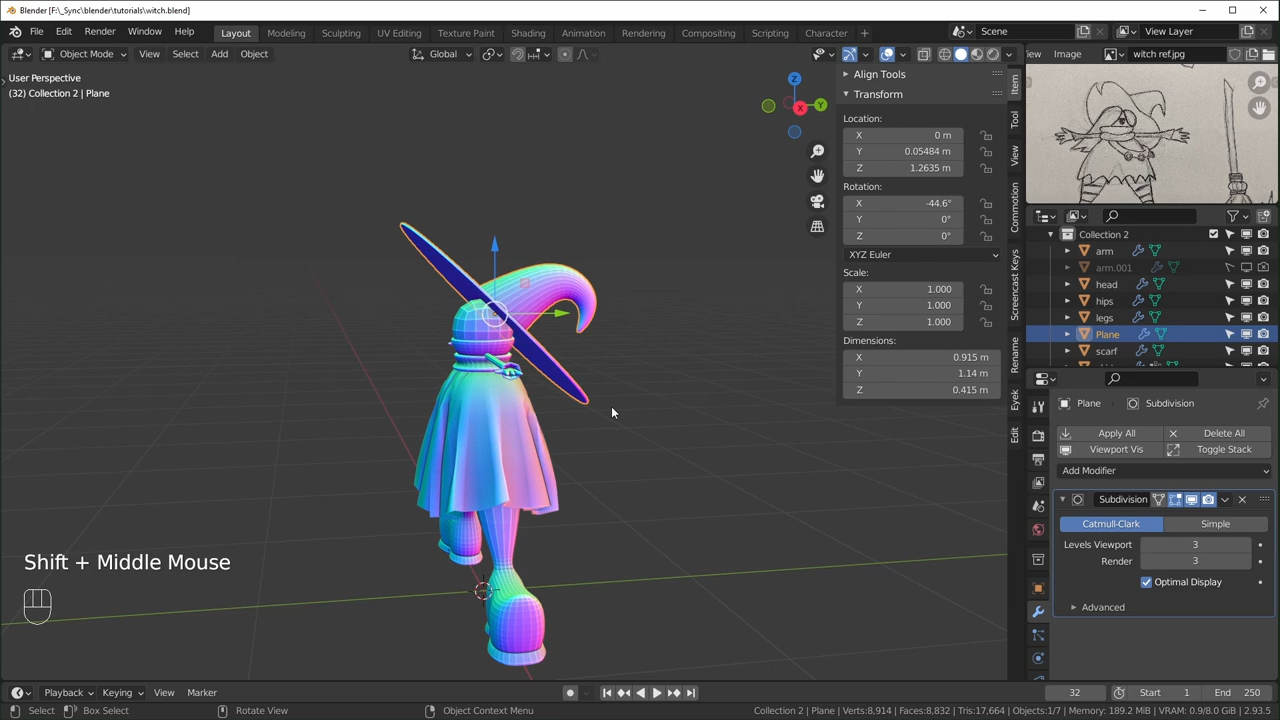 Blender [F:\_Sync\blender\tutorials\witch.blend]
File Edit Render Window Help Layout Modeling Sculpting UV Editing Texture Paint Shading Animation Rendering Compositing Scripting Character Scene View Layer
Object Mode View Select Add Object Global iew Image witch ref.jpg
User Perspective
(32) Collection 2 | Plane
Align Tools
Transform
Location:
X 0 m
Y 0.05484 m
Z 1.2635 m
Rotation:
X -44.6°
Y 0°
Z 0°
XYZ Euler
Scale:
X 1.000
Y 1.000
Z 1.000
Dimensions:
X 0.915 m
Y 1.14 m
Z 0.415 m
Z
Y
X
Item
Tool
View
Commotion
Screencast Keys
Rename
Eyek
Edit
Collection 2
arm
arm.001
head
hips
legs
Plane
scarf
Plane Subdivision
Apply All Delete All
Viewport Vis Toggle Stack
Add Modifier
Subdivision
Catmull-Clark Simple
Levels Viewport 3
Render 3
Optimal Display
Advanced
Shift + Middle Mouse
Playback Keying View Marker 32 Start 1 End 250
Select Box Select Rotate View Object Context Menu Collection 2 | Plane | Verts:8,914 | Faces:8,832 | Tris:17,664 | Objects:1/7 | Memory: 189.2 MiB | VRAM: 0.9/8.0 GiB | 2.93.5